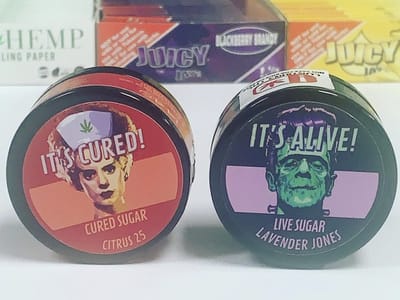 HEMP
LING PAPER
JUICY
JAYS
BLACKBERRY BRANDY
JUICY
IT'S CURED!
CURED SUGAR
CITRUS 25
IT'S ALIVE!
LIVE SUGAR
LAVENDER JONES